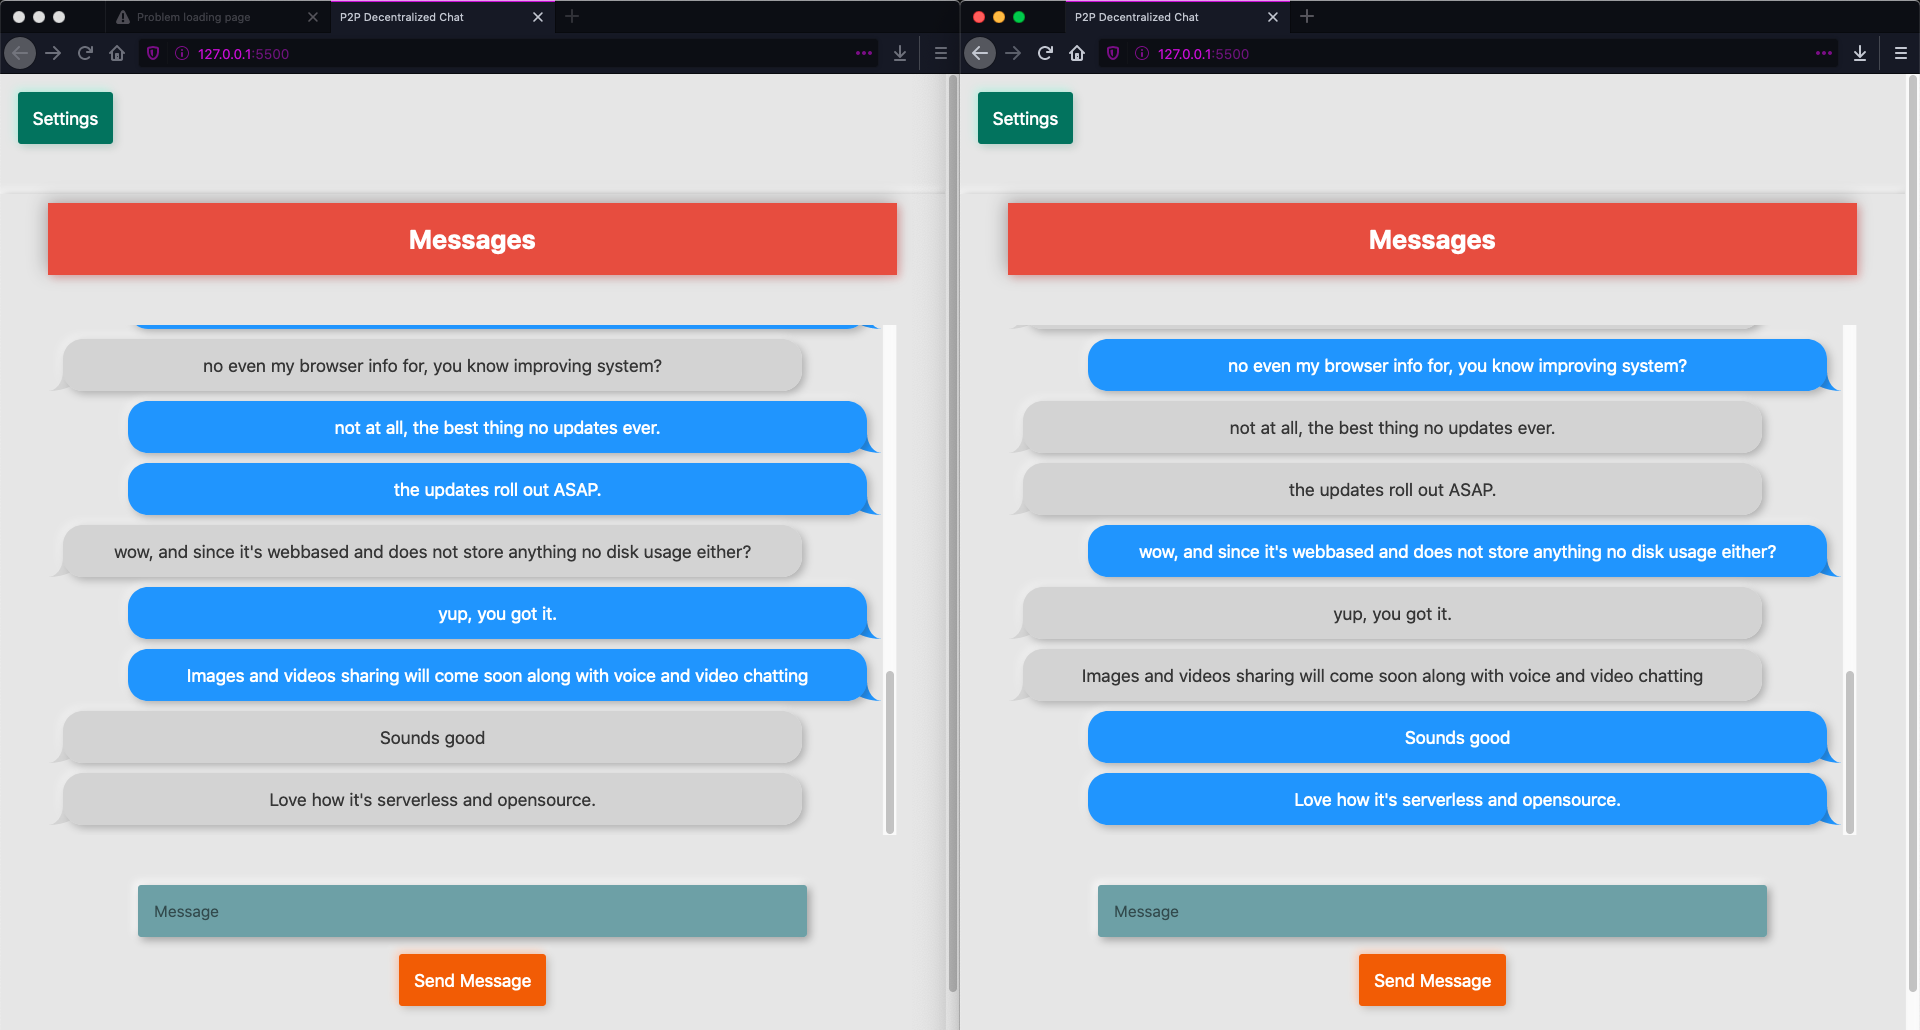 Problem loading page
P2P Decentralized Chat
127.0.0.1:5500
Settings
Messages
no even my browser info for, you know improving system?
not at all, the best thing no updates ever.
the updates roll out ASAP.
wow, and since it's webbased and does not store anything no disk usage either?
yup, you got it.
Images and videos sharing will come soon along with voice and video chatting
Sounds good
Love how it's serverless and opensource.
Message
Send Message
P2P Decentralized Chat
127.0.0.1:5500
Settings
Messages
no even my browser info for, you know improving system?
not at all, the best thing no updates ever.
the updates roll out ASAP.
wow, and since it's webbased and does not store anything no disk usage either?
yup, you got it.
Images and videos sharing will come soon along with voice and video chatting
Sounds good
Love how it's serverless and opensource.
Message
Send Message